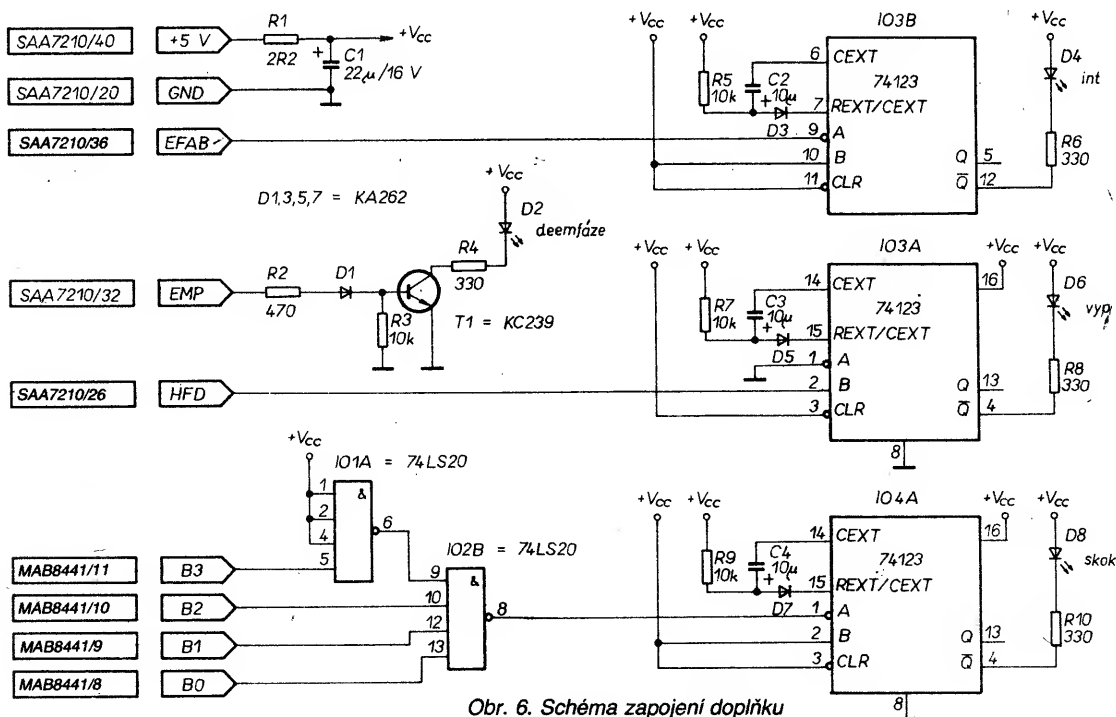 SAA7210/40
+5 V
R1
2R2
+Vcc
+
C1
22µ/16 V
SAA7210/20
GND
SAA7210/36
EFAB
D1,3,5,7 = KA262
+Vcc
D2
deemfáze
R4
330
SAA7210/32
EMP
R2
470
D1
R3
10k
T1 = KC239
SAA7210/26
HFD
+Vcc
IO1A = 74LS20
1
2
4
5
&
6
IO2B = 74LS20
9
10
12
13
&
8
MAB8441/11
B3
MAB8441/10
B2
MAB8441/9
B1
MAB8441/8
B0
IO3B
+Vcc
+Vcc
R5
10k
C2
10µ
+
D3
6
7
9
10
11
CEXT
74123
REXT/CEXT
A
B
CLR
Q
Q̅
5
12
+Vcc
D4
int
R6
330
IO3A
+Vcc
+Vcc
R7
10k
C3
10µ
+
D5
14
15
1
2
3
CEXT
74123
REXT/CEXT
A
B
CLR
Q
Q̅
+Vcc
16
13
4
8
+Vcc
D6
vyp
R8
330
IO4A
+Vcc
+Vcc
R9
10k
C4
10µ
+
D7
14
15
1
2
3
CEXT
74123
REXT/CEXT
A
B
CLR
Q
Q̅
+Vcc
16
13
4
8
+Vcc
D8
skok
R10
330
Obr. 6. Schéma zapojení doplňku